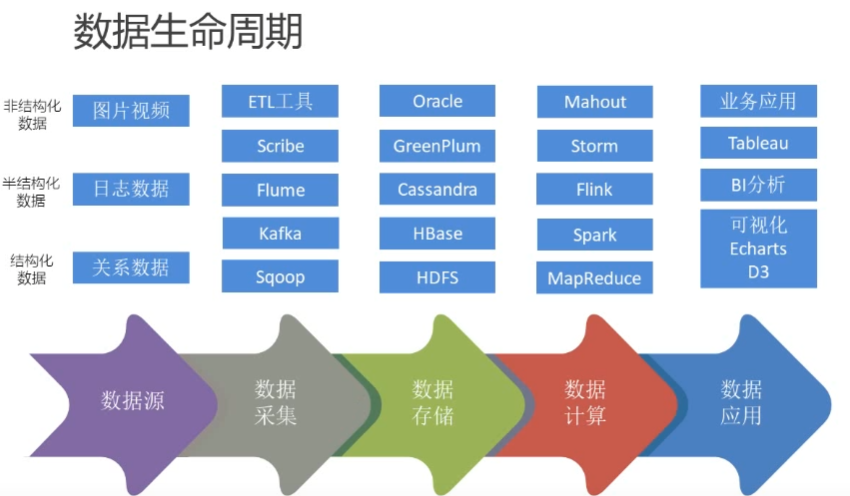 数据生命周期
非结构化
数据
图片视频
半结构化
数据
日志数据
结构化
数据
关系数据
ETL工具
Scribe
Flume
Kafka
Sqoop
Oracle
GreenPlum
Cassandra
HBase
HDFS
Mahout
Storm
Flink
Spark
MapReduce
业务应用
Tableau
BI分析
可视化
Echarts
D3
数据源
数据
采集
数据
存储
数据
计算
数据
应用